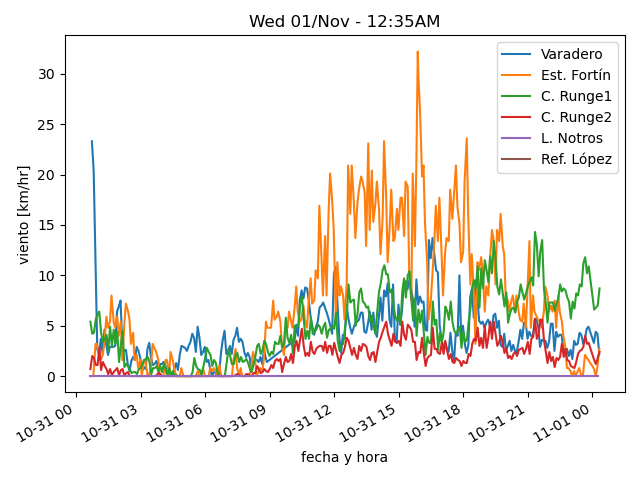 Wed 01/Nov - 12:35AM
Varadero
Est. Fortín
C. Runge1
C. Runge2
L. Notros
Ref. López
viento [km/hr]
30
25
20
15
10
5
0
10-31 00
10-31 03
10-31 06
10-31 09
10-31 12
10-31 15
10-31 18
10-31 21
11-01 00
fecha y hora